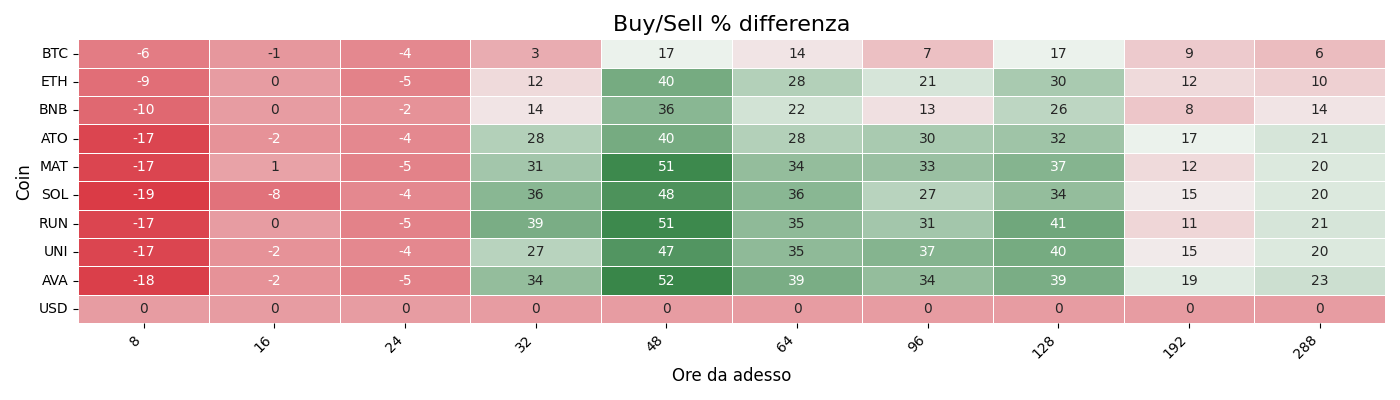 Buy/Sell % differenza
Coin
BTC -6 -1 -4 3 17 14 7 17 9 6
ETH -9 0 -5 12 40 28 21 30 12 10
BNB -10 0 -2 14 36 22 13 26 8 14
ATO -17 -2 -4 28 40 28 30 32 17 21
MAT -17 1 -5 31 51 34 33 37 12 20
SOL -19 -8 -4 36 48 36 27 34 15 20
RUN -17 0 -5 39 51 35 31 41 11 21
UNI -17 -2 -4 27 47 35 37 40 15 20
AVA -18 -2 -5 34 52 39 34 39 19 23
USD 0 0 0 0 0 0 0 0 0 0
8 16 24 32 48 64 96 128 192 288
Ore da adesso